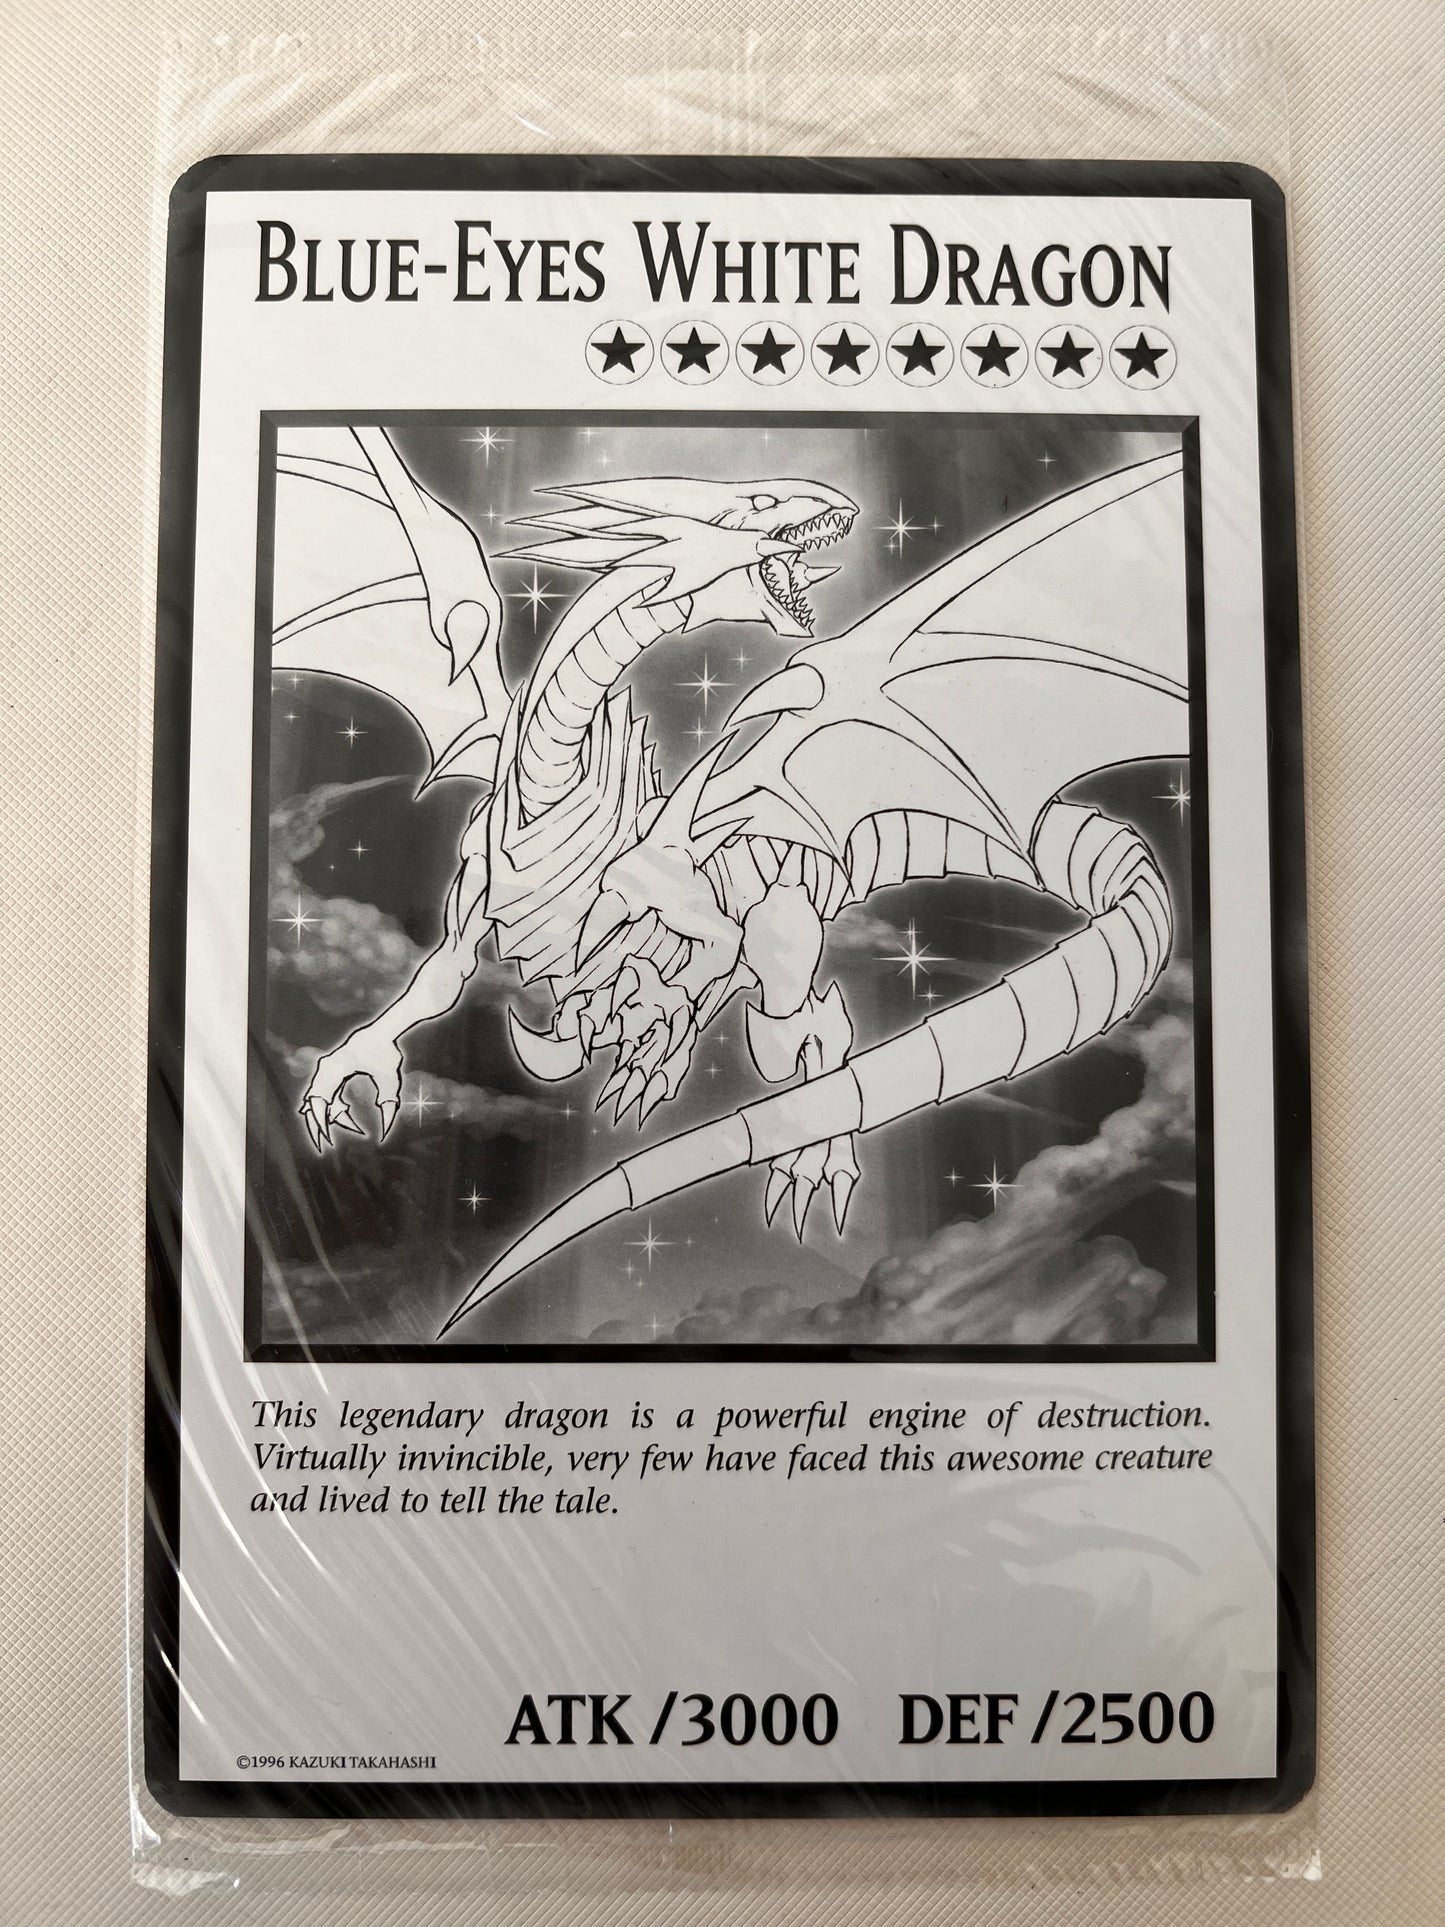 BLUE-EYES WHITE DRAGON
This legendary dragon is a powerful engine of destruction.
Virtually invincible, very few have faced this awesome creature
and lived to tell the tale.
ATK /3000 DEF /2500
©1996 KAZUKI TAKAHASHI